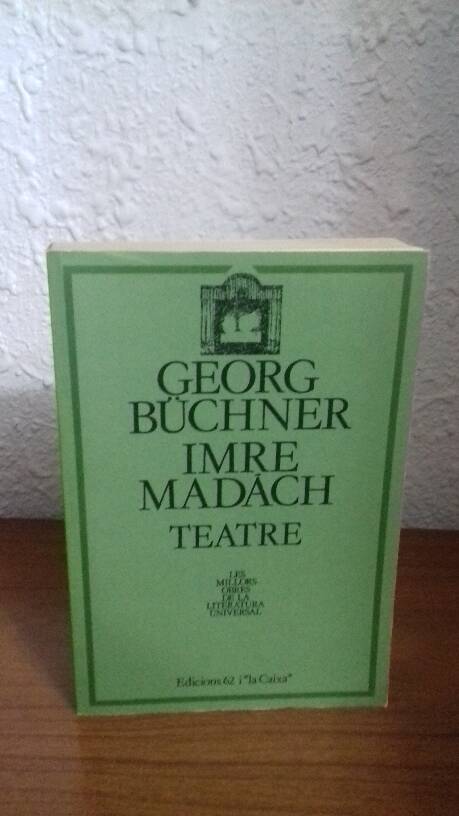 GEORG
BÜCHNER
IMRE
MADÁCH
TEATRE
LES
MILLORS
OBRES
DE LA
LITERATURA
UNIVERSAL
Edicions 62 i "la Caixa"